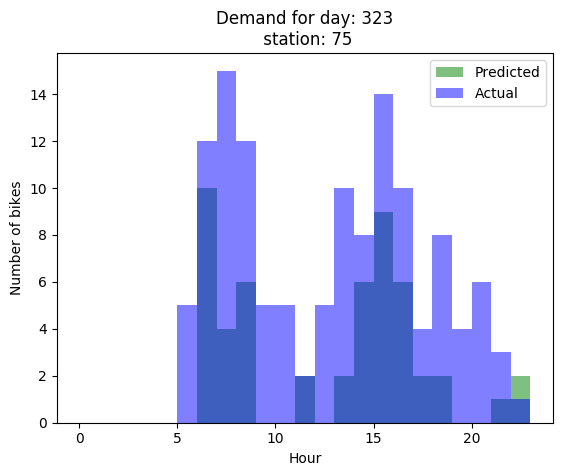 Demand for day: 323
station: 75
Predicted
Actual
Number of bikes
14
12
10
8
6
4
2
0
0 5 10 15 20
Hour